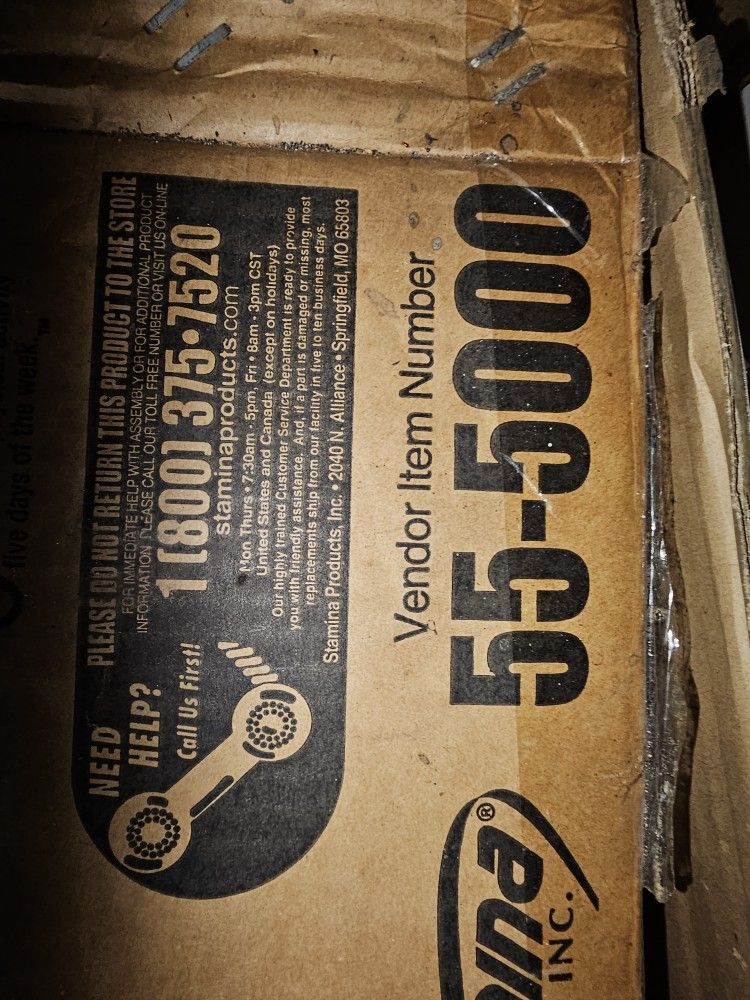 five days of the week.™
NEED
HELP?
Call Us First!
PLEASE DO NOT RETURN THIS PRODUCT TO THE STORE
FOR IMMEDIATE HELP WITH ASSEMBLY OR FOR ADDITIONAL PRODUCT
INFORMATION PLEASE CALL OUR TOLL FREE NUMBER OR VISIT US ON-LINE
1 (800) 375•7520
staminaproducts.com
Mon Thurs • 7:30am - 5pm, Fri • 8am - 3pm CST
United States and Canada (except on holidays)
Our highly trained Customer Service Department is ready to provide
you with friendly assistance. And, if a part is damaged or missing, most
replacements ship from our facility in five to ten business days.
Stamina Products, Inc. • 2040 N. Alliance • Springfield, MO 65803
Vendor Item Number
55-5000
ina®
INC.